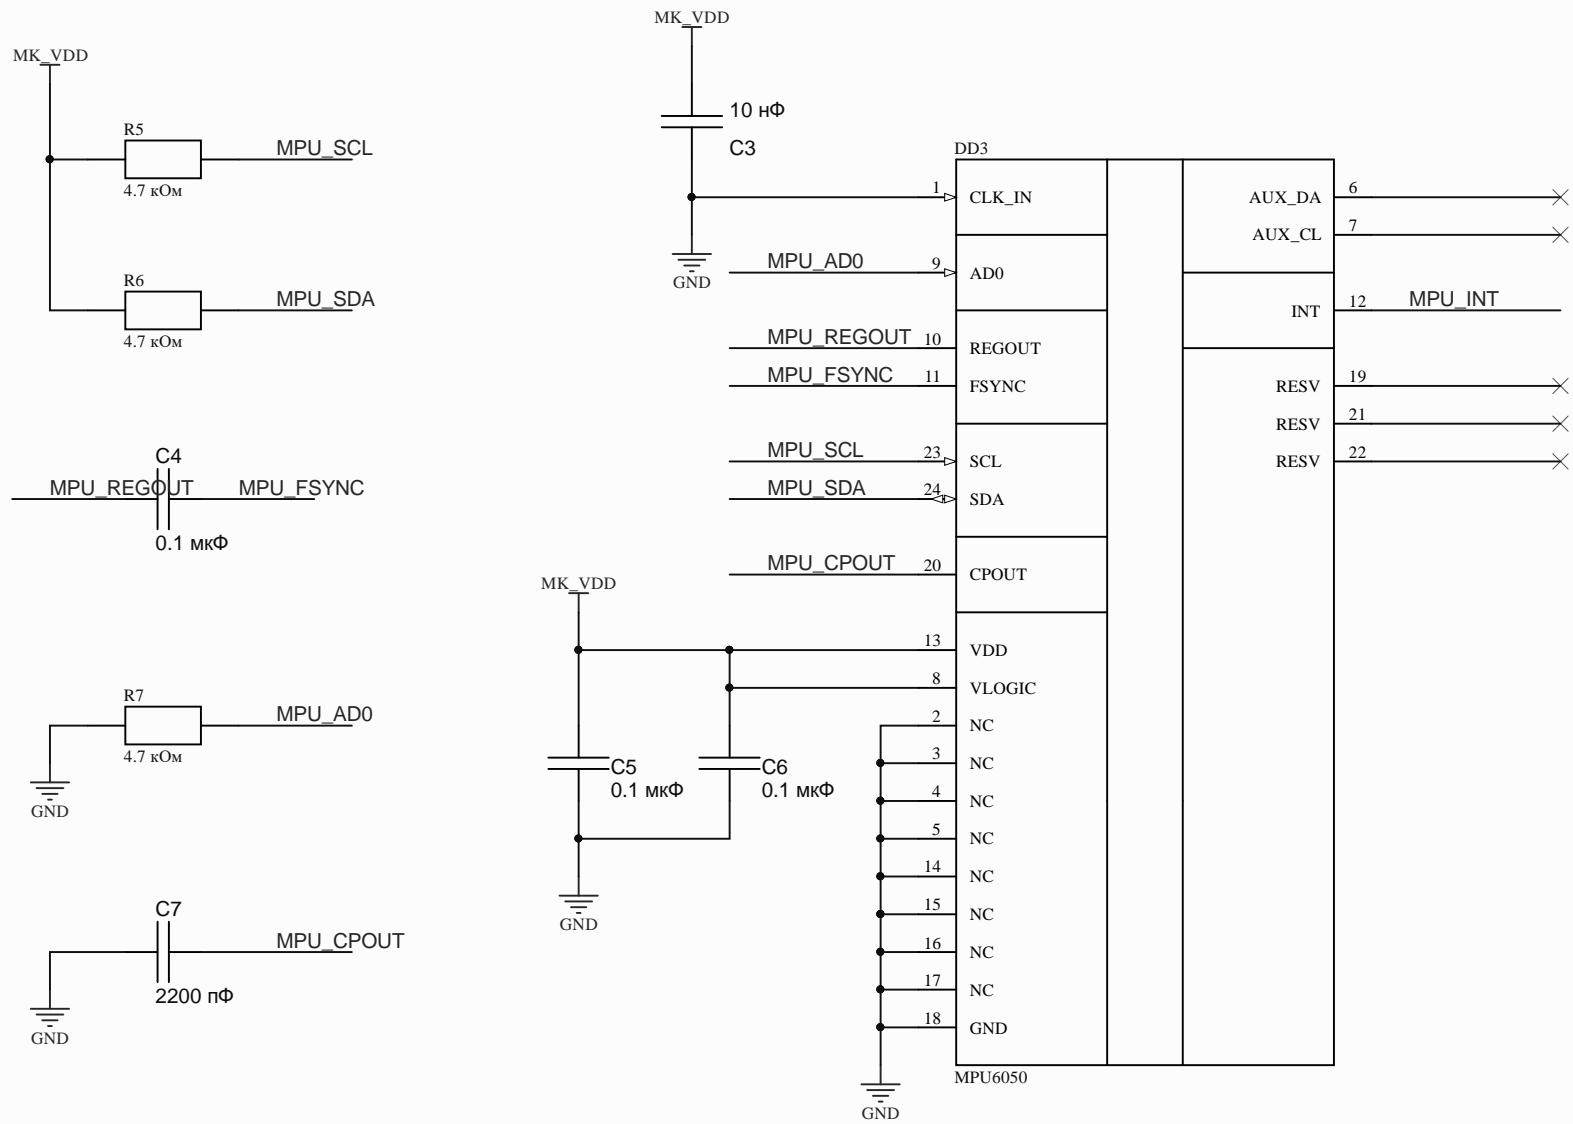 MK_VDD
R5
MPU_SCL
4.7 кОм
R6
MPU_SDA
4.7 кОм
C4
MPU_REGOUT
MPU_FSYNC
0.1 мкФ
R7
MPU_AD0
4.7 кОм
GND
C7
MPU_CPOUT
2200 пФ
GND
MK_VDD
10 нФ
C3
GND
MK_VDD
C5
0.1 мкФ
C6
0.1 мкФ
GND
DD3
1 CLK_IN
MPU_AD0 9 AD0
MPU_REGOUT 10 REGOUT
MPU_FSYNC 11 FSYNC
MPU_SCL 23 SCL
MPU_SDA 24 SDA
MPU_CPOUT 20 CPOUT
13 VDD
8 VLOGIC
2 NC
3 NC
4 NC
5 NC
14 NC
15 NC
16 NC
17 NC
18 GND
GND
AUX_DA 6
AUX_CL 7
INT 12 MPU_INT
RESV 19
RESV 21
RESV 22
MPU6050